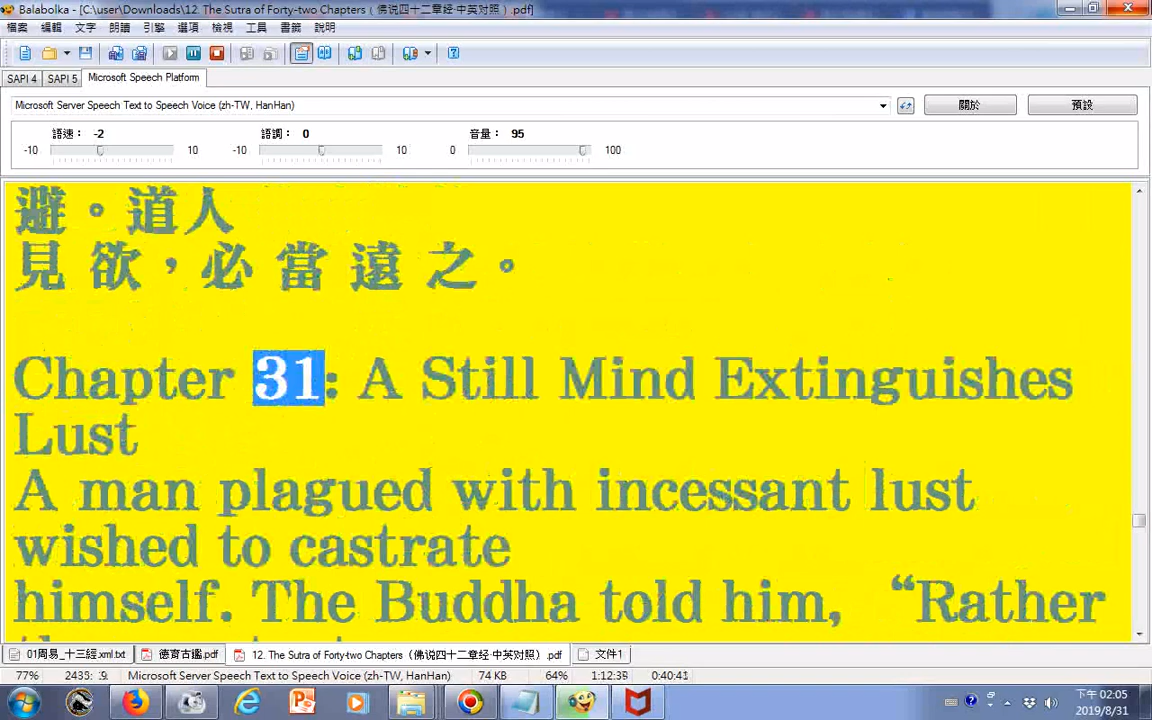 Balabolka - [C:\user\Downloads\12. The Sutra of Forty-two Chapters（佛说四十二章经·中英对照）.pdf]
檔案 編輯 文字 朗讀 引擎 選項 檢視 工具 書籤 說明
SAPI 4 SAPI 5 Microsoft Speech Platform
Microsoft Server Speech Text to Speech Voice (zh-TW, HanHan) 關於 預設
語速： -2 語調： 0 音量： 95
-10 10 -10 10 0 100
避。道人
見欲，必當遠之。
Chapter 31: A Still Mind Extinguishes
Lust
A man plagued with incessant lust
wished to castrate
himself. The Buddha told him, “Rather
01周易_十三經.xml.txt 德育古鑑.pdf 12. The Sutra of Forty-two Chapters（佛说四十二章经·中英对照）.pdf 文件1
77% Microsoft Server Speech Text to Speech Voice (zh-TW, HanHan) 74 KB 64% 0:40:41
下午 02:05
2019/8/31